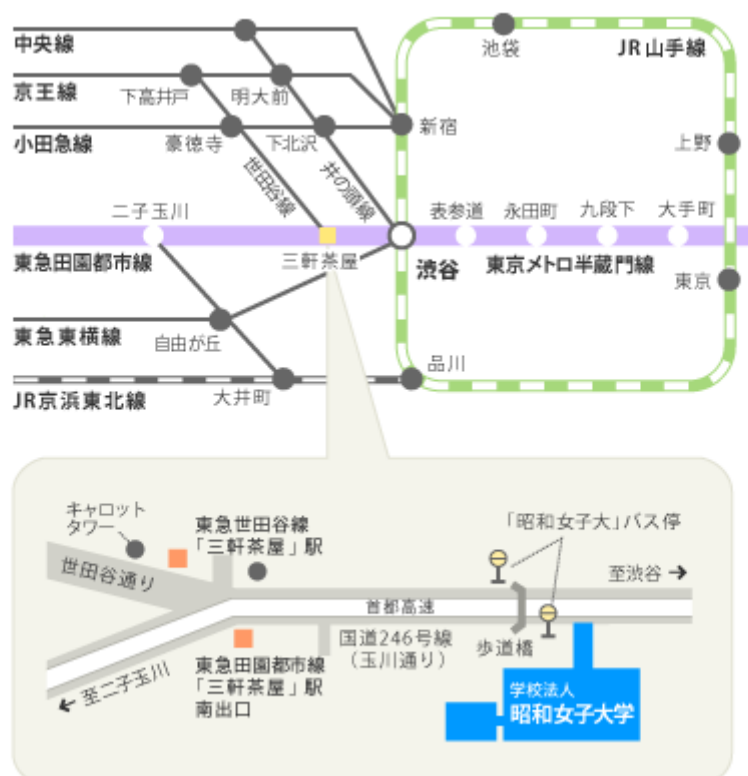 中央線
池袋
JR山手線
京王線
下高井戸
明大前
新宿
小田急線
豪徳寺
下北沢
上野
世田谷線
井の頭線
二子玉川
表参道
永田町
九段下
大手町
東急田園都市線
三軒茶屋
渋谷
東京メトロ半蔵門線
東京
東急東横線
自由が丘
品川
JR京浜東北線
大井町
キャロット
タワー
東急世田谷線
「三軒茶屋」駅
「昭和女子大」バス停
世田谷通り
至渋谷→
首都高速
国道246号線
(玉川通り)
歩道橋
←至二子玉川
東急田園都市線
「三軒茶屋」駅
南出口
学校法人
昭和女子大学